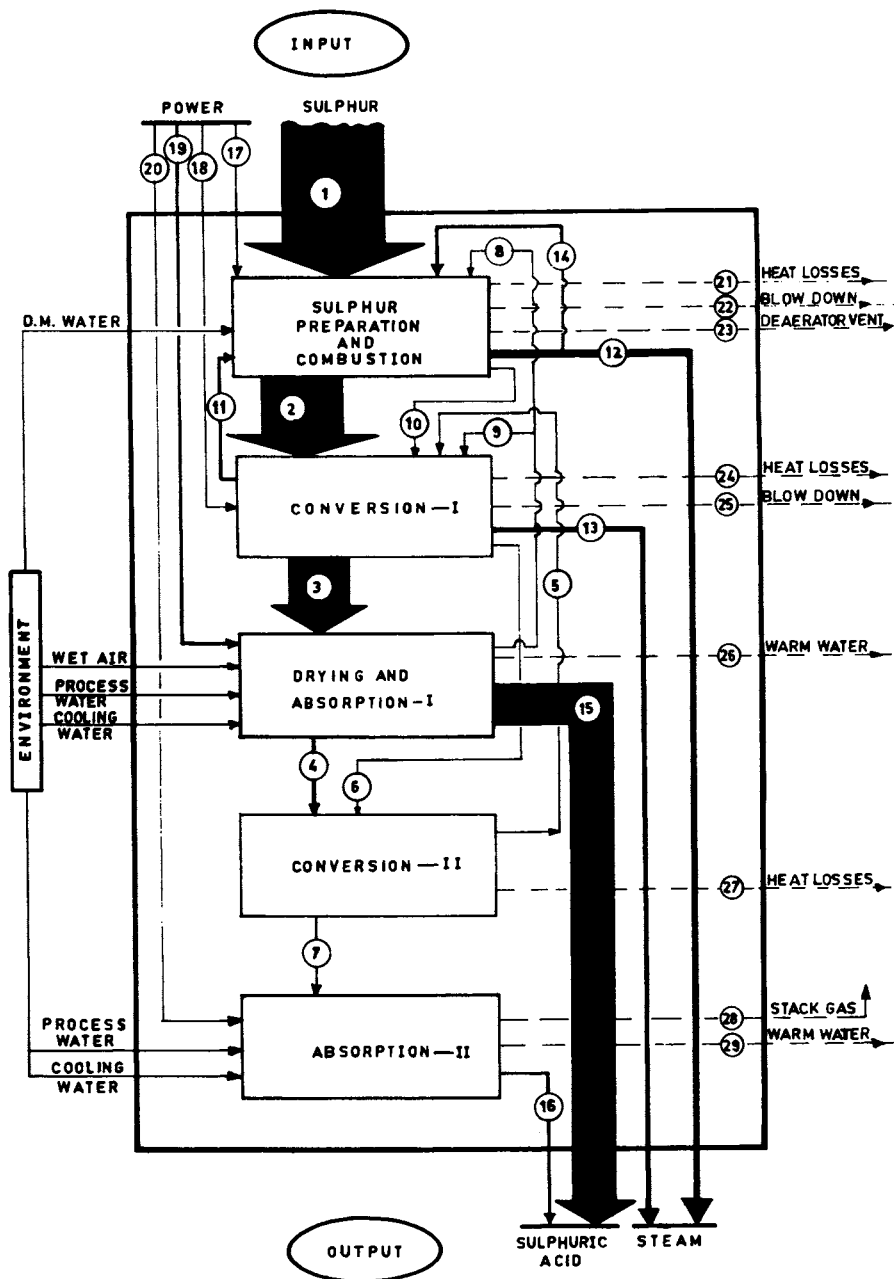 INPUT
POWER
SULPHUR
20
19
18
17
1
8
14
SULPHUR
PREPARATION
AND
COMBUSTION
21
HEAT LOSSES
22
BLOW DOWN
23
DEAERATOR VENT
D.M. WATER
12
11
2
10
9
CONVERSION—I
24
HEAT LOSSES
25
BLOW DOWN
13
3
5
ENVIRONMENT
WET AIR
PROCESS
WATER
COOLING
WATER
DRYING AND
ABSORPTION-I
26
WARM WATER
15
4
6
CONVERSION—II
27
HEAT LOSSES
7
PROCESS
WATER
COOLING
WATER
ABSORPTION—II
28
STACK GAS
29
WARM WATER
16
OUTPUT
SULPHURIC
ACID
STEAM